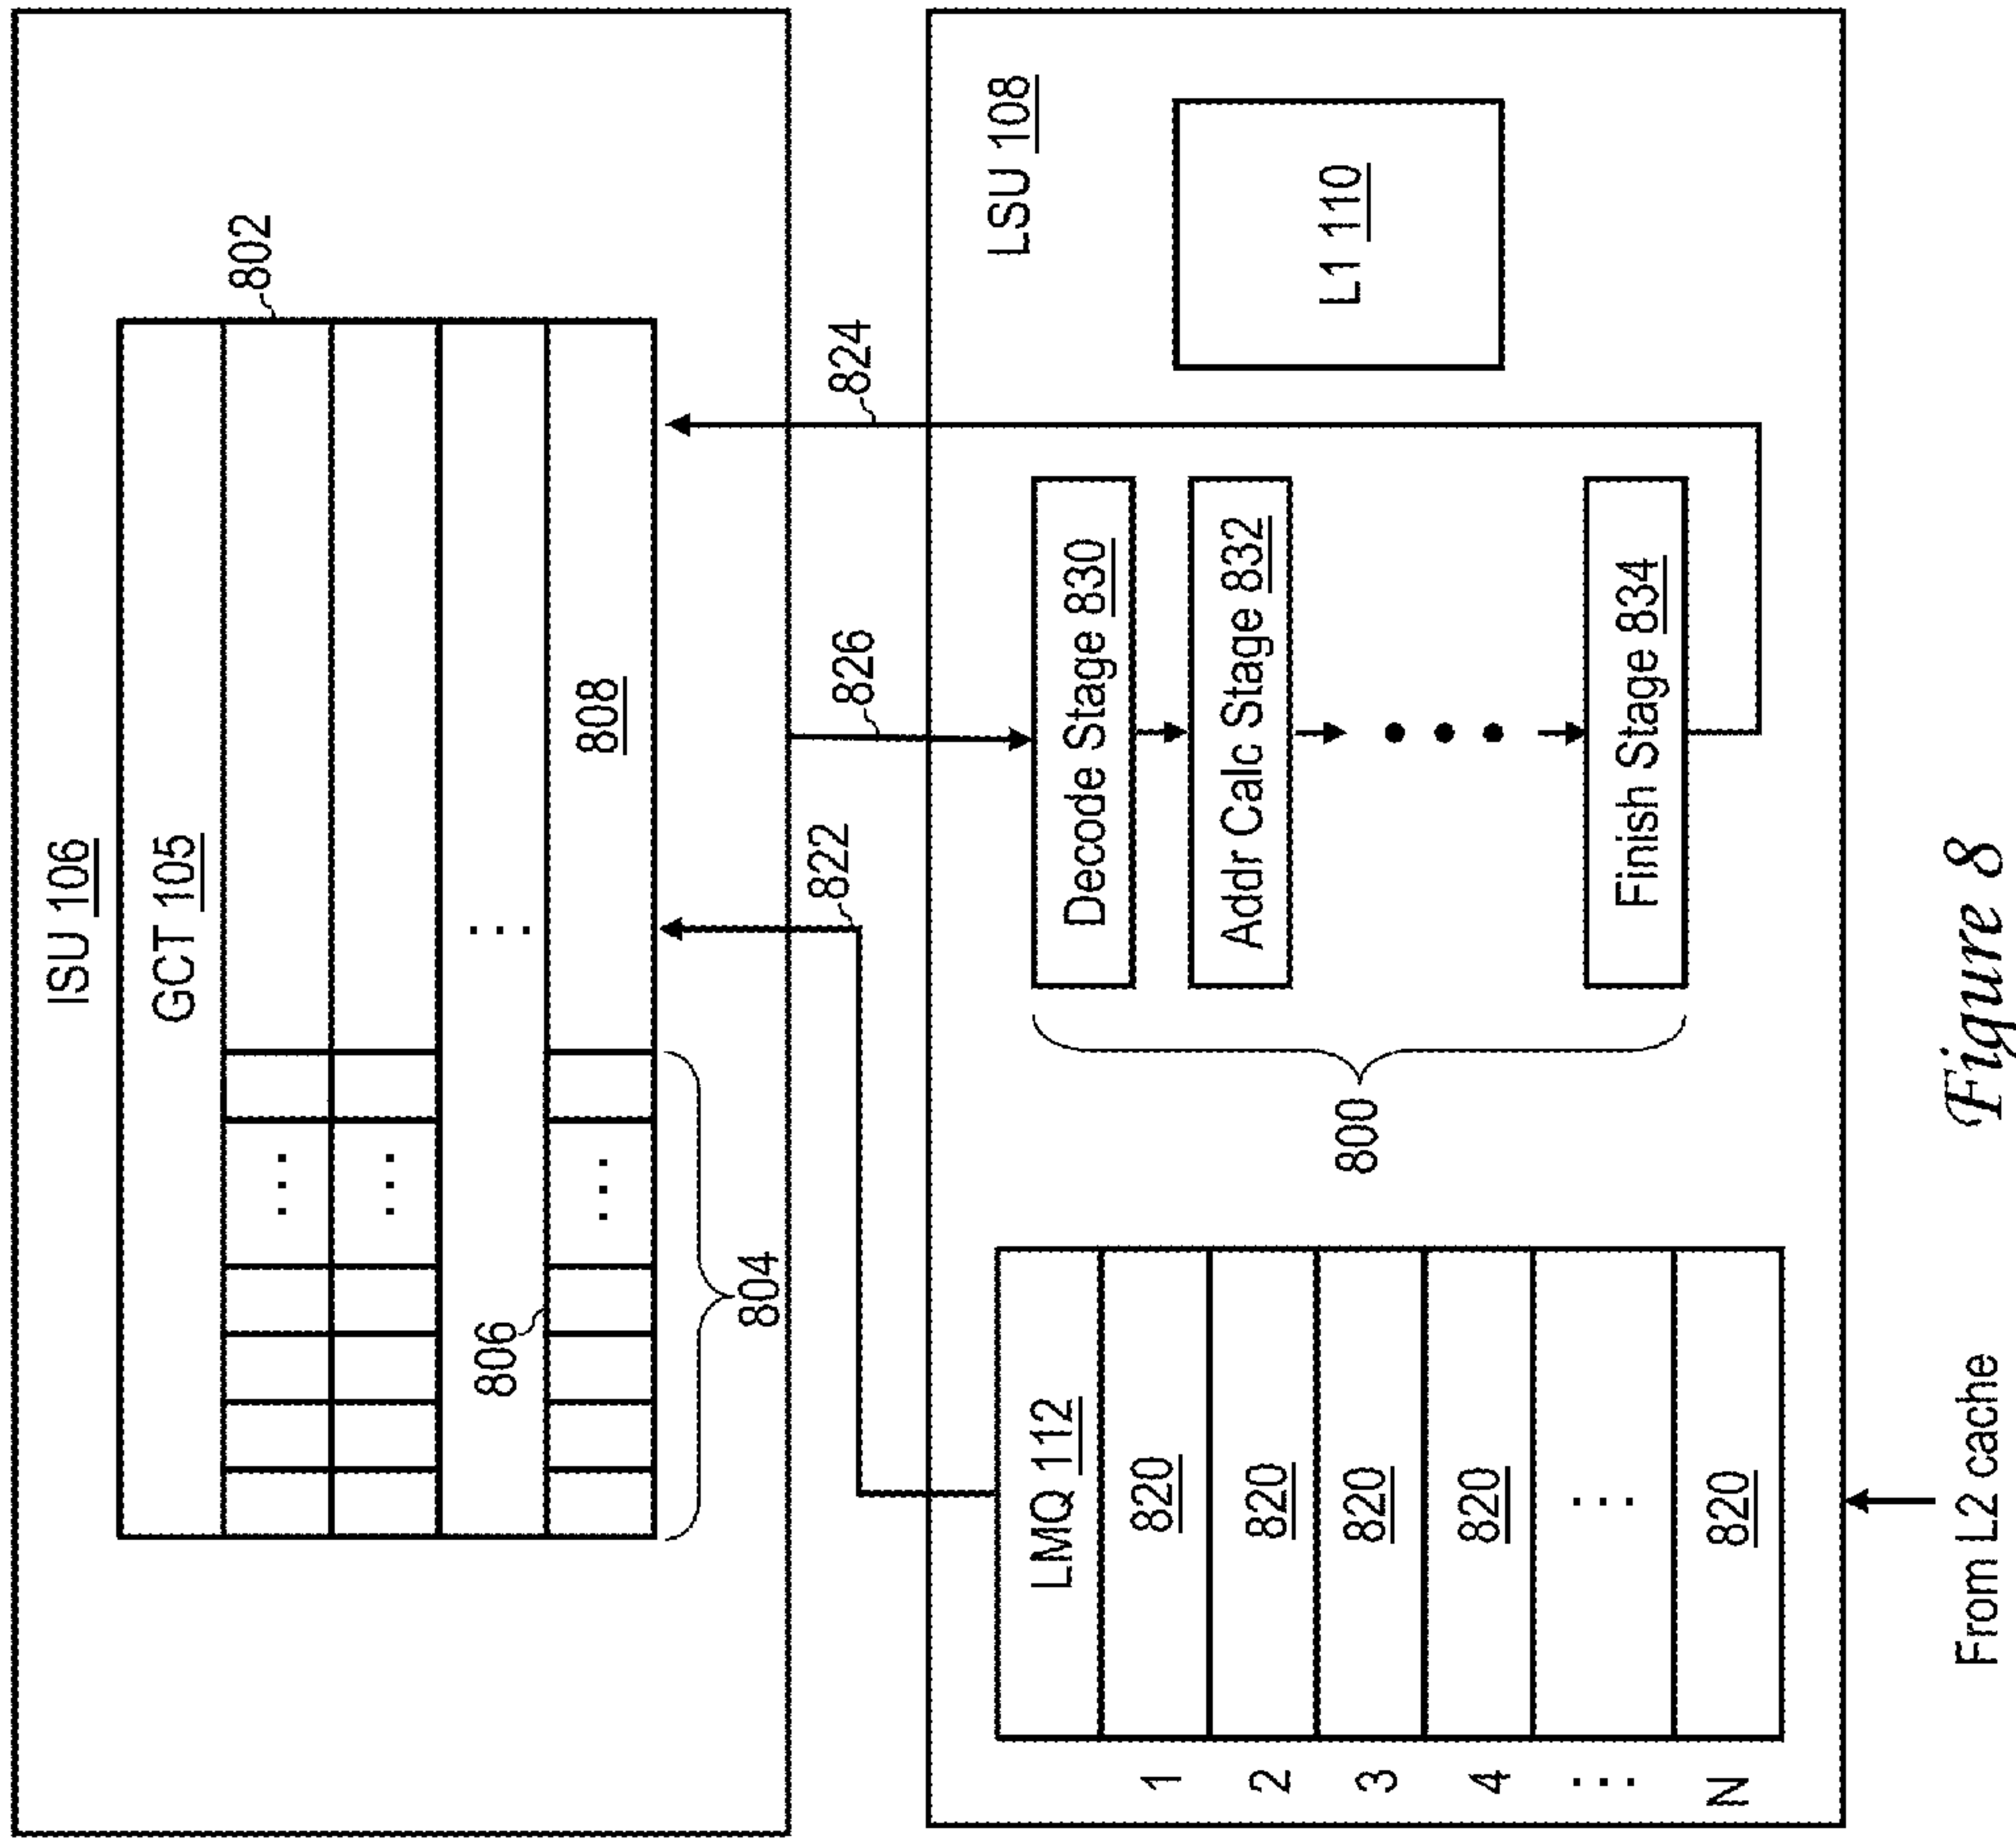 ISU 106
GCT 105
802
...
...
...
...
806
808
804
822
826
824
LSU 108
LMQ 112
1 820
2 820
3 820
4 820
... ...
N 820
800
Decode Stage 830
Addr Calc Stage 832
• • •
Finish Stage 834
L1 110
From L2 cache
Figure 8